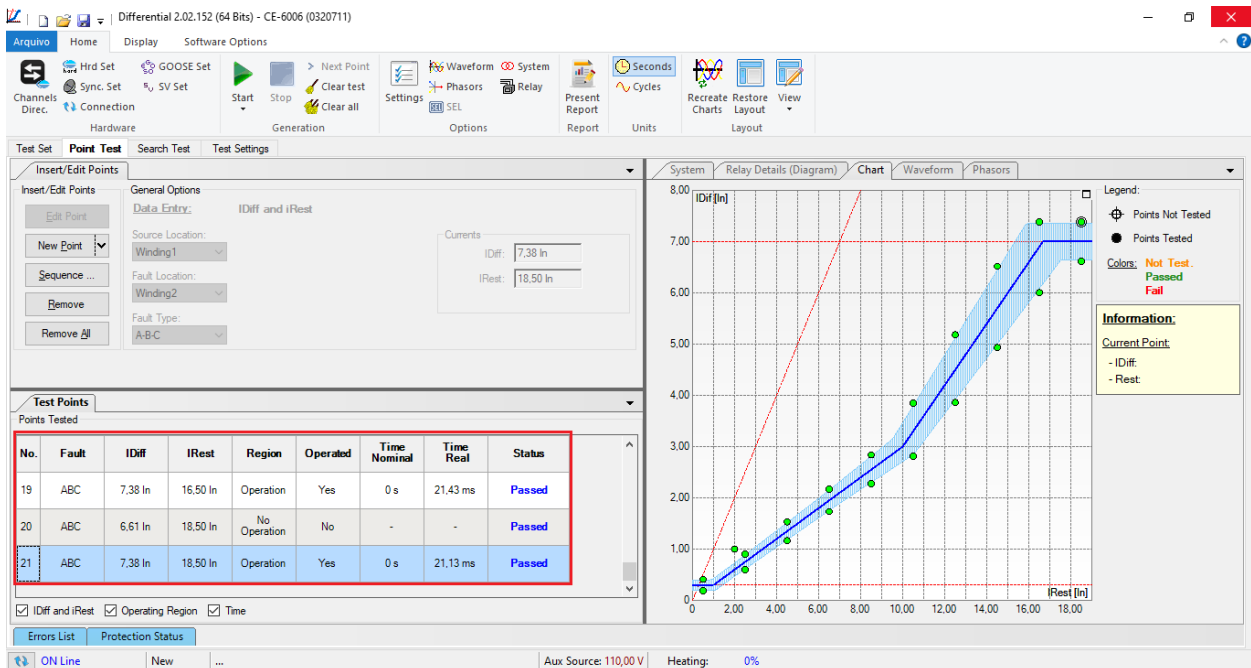 Differential 2.02.152 (64 Bits) - CE-6006 (0320711)
Arquivo Home Display Software Options
Channels Direc.
Hrd Set
Sync. Set
Connection
GOOSE Set
SV Set
Hardware
Start
Stop
Next Point
Clear test
Clear all
Generation
Settings
Waveform
Phasors
SEL
System
Relay
Options
Present Report
Report
Seconds
Cycles
Units
Recreate Charts
Restore Layout
View
Layout
Test Set Point Test Search Test Test Settings
Insert/Edit Points
Insert/Edit Points
Edit Point
New Point
Sequence ...
Remove
Remove All
General Options
Data Entry: IDiff and iRest
Source Location:
Winding1
Fault Location:
Winding2
Fault Type:
A-B-C
Currents
IDiff: 7,38 In
IRest: 18,50 In
Test Points
Points Tested
No. Fault IDiff IRest Region Operated Time Nominal Time Real Status
19 ABC 7,38 In 16,50 In Operation Yes 0 s 21,43 ms Passed
20 ABC 6,61 In 18,50 In No Operation No - - Passed
21 ABC 7,38 In 18,50 In Operation Yes 0 s 21,13 ms Passed
IDiff and iRest Operating Region Time
Errors List Protection Status
System Relay Details (Diagram) Chart Waveform Phasors
IDif [In]
8,00
7,00
6,00
5,00
4,00
3,00
2,00
1,00
0
0 2,00 4,00 6,00 8,00 10,00 12,00 14,00 16,00 18,00
IRest [In]
Legend:
Points Not Tested
Points Tested
Colors: Not Test.
Passed
Fail
Information:
Current Point:
- IDiff:
- Rest:
ON Line New ... Aux Source: 110,00 V Heating: 0%